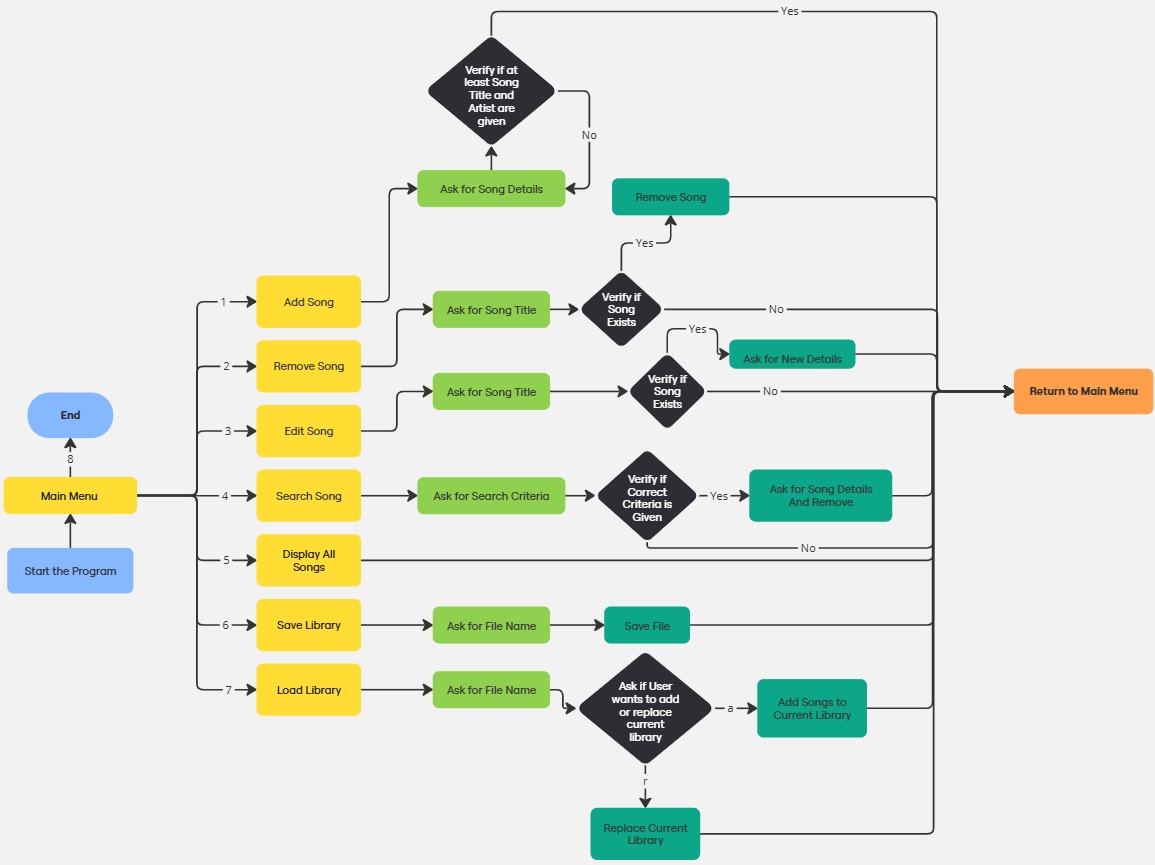 Yes
Verify if at
least Song
Title and
Artist are
given
No
Ask for Song Details
Remove Song
Yes
1
Add Song
Ask for Song Title
Verify if
Song
Exists
No
Yes
Ask for New Details
2
Remove Song
Ask for Song Title
Verify if
Song
Exists
No
Return to Main Menu
End
3
Edit Song
8
Main Menu
4
Search Song
Ask for Search Criteria
Verify if
Correct
Criteria is
Given
Yes
Ask for Song Details
And Remove
No
Start the Program
5
Display All
Songs
6
Save Library
Ask for File Name
Save File
7
Load Library
Ask for File Name
Ask if User
wants to add
or replace
current
library
a
Add Songs to
Current Library
r
Replace Current
Library